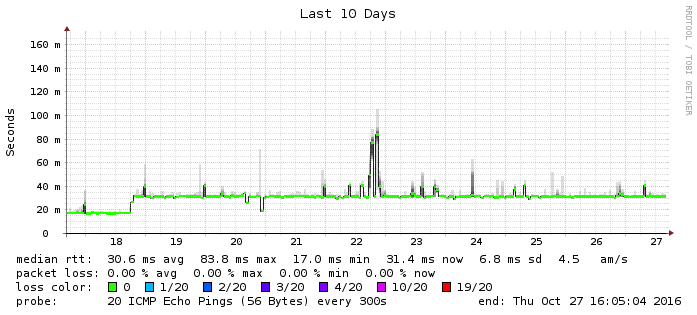 Last 10 Days
RRDTOOL / TOBI OETIKER
Seconds
160 m
140 m
120 m
100 m
80 m
60 m
40 m
20 m
0
18 19 20 21 22 23 24 25 26 27
median rtt: 30.6 ms avg 83.8 ms max 17.0 ms min 31.4 ms now 6.8 ms sd 4.5 am/s
packet loss: 0.00 % avg 0.00 % max 0.00 % min 0.00 % now
loss color: 0 1/20 2/20 3/20 4/20 10/20 19/20
probe: 20 ICMP Echo Pings (56 Bytes) every 300s end: Thu Oct 27 16:05:04 2016